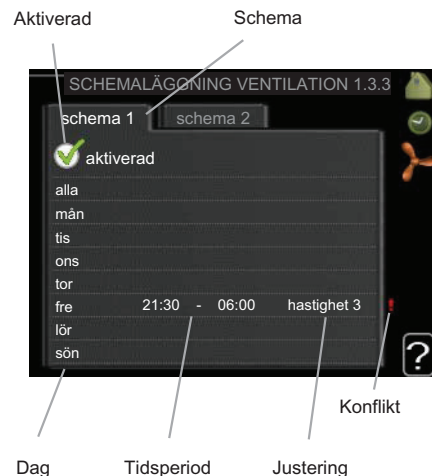 Aktiverad Schema
SCHEMALÄGGNING VENTILATION 1.3.3
schema 1 schema 2
aktiverad
alla
mån
tis
ons
tor
fre 21:30 - 06:00 hastighet 3 !
lör
sön
?
Konflikt
Dag Tidsperiod Justering